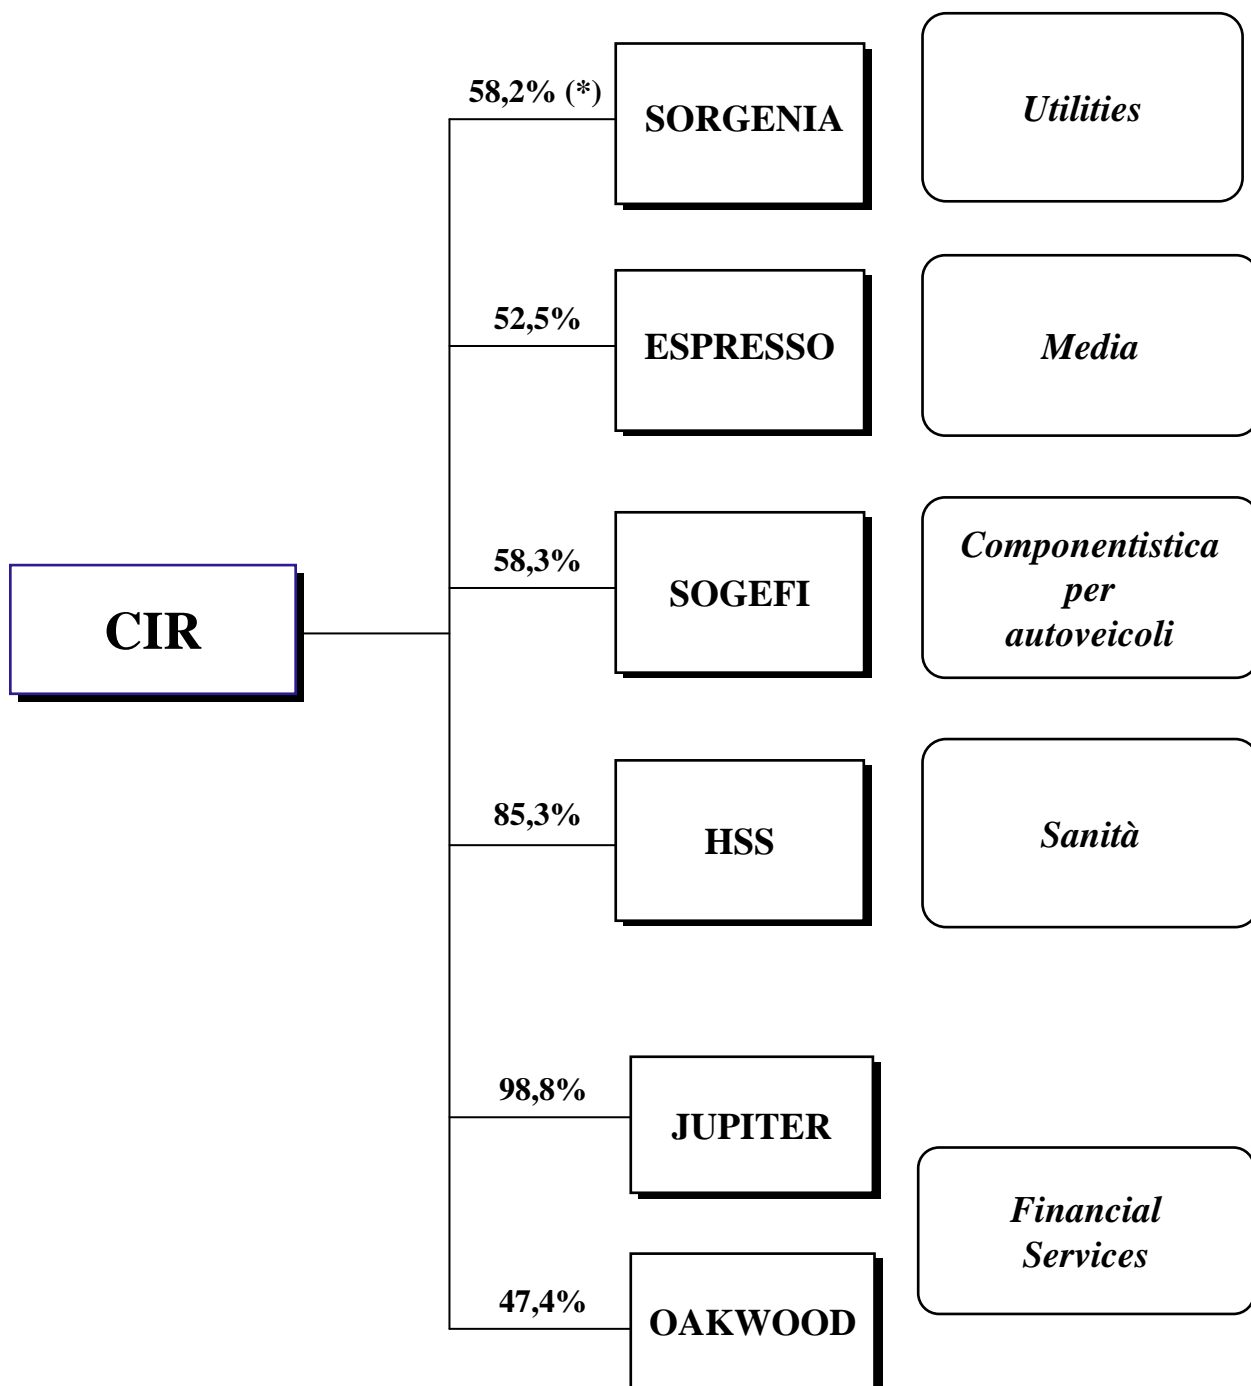 58,2% (*)
SORGENIA
Utilities
52,5%
ESPRESSO
Media
58,3%
SOGEFI
Componentistica
per
autoveicoli
CIR
85,3%
HSS
Sanità
98,8%
JUPITER
Financial
Services
47,4%
OAKWOOD